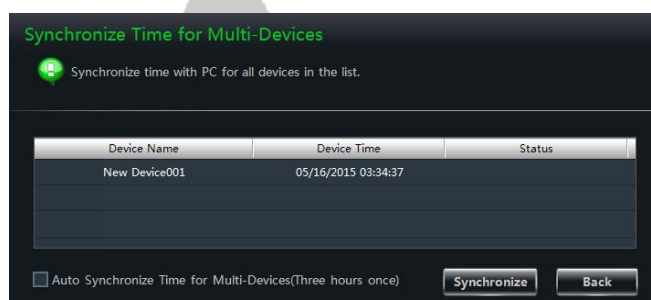 Synchronize Time for Multi-Devices
Synchronize time with PC for all devices in the list.
Device Name Device Time Status
New Device001 05/16/2015 03:34:37
Auto Synchronize Time for Multi-Devices(Three hours once) Synchronize Back